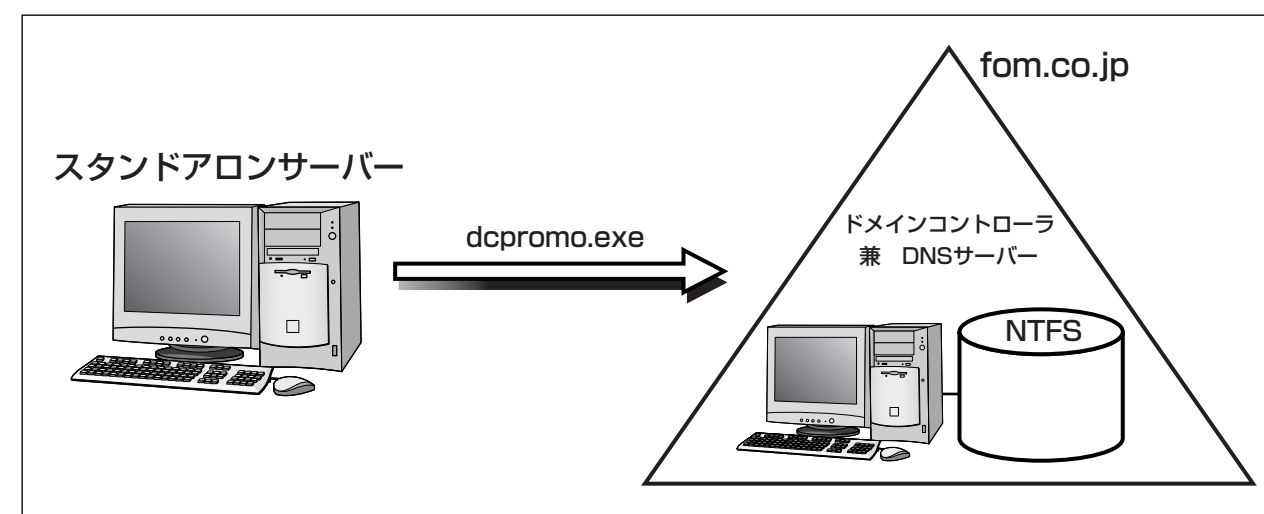 fom.co.jp
スタンドアロンサーバー
dcpromo.exe
ドメインコントローラ
兼　DNSサーバー
NTFS